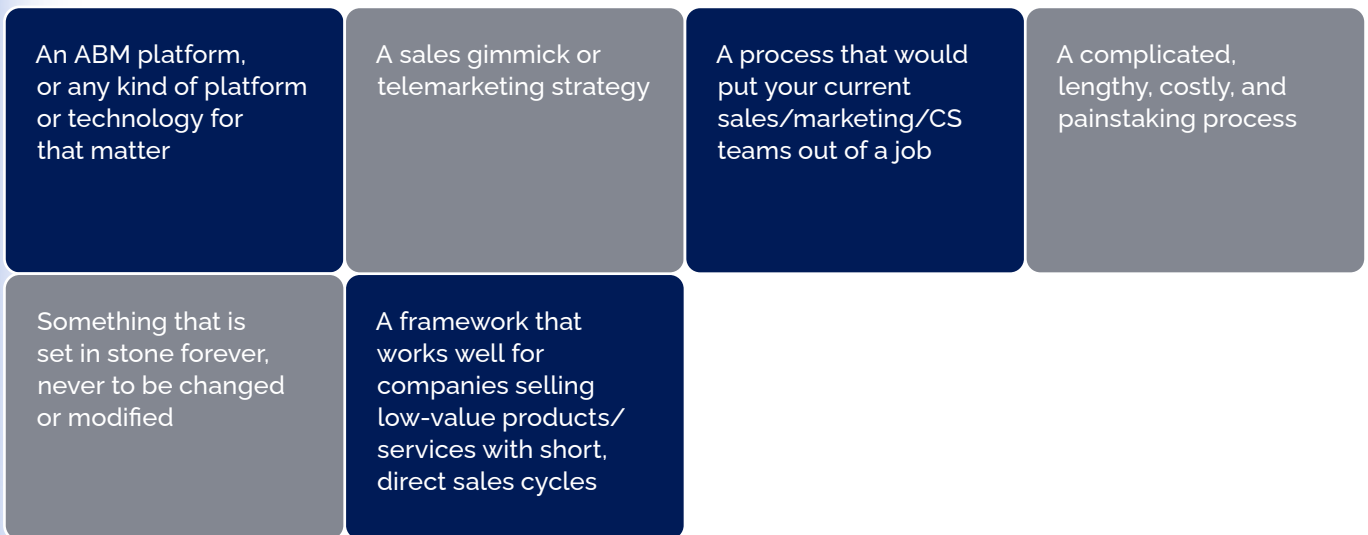 An ABM platform,
or any kind of platform
or technology for
that matter
A sales gimmick or
telemarketing strategy
A process that would
put your current
sales/marketing/CS
teams out of a job
A complicated,
lengthy, costly, and
painstaking process
Something that is
set in stone forever,
never to be changed
or modified
A framework that
works well for
companies selling
low-value products/
services with short,
direct sales cycles